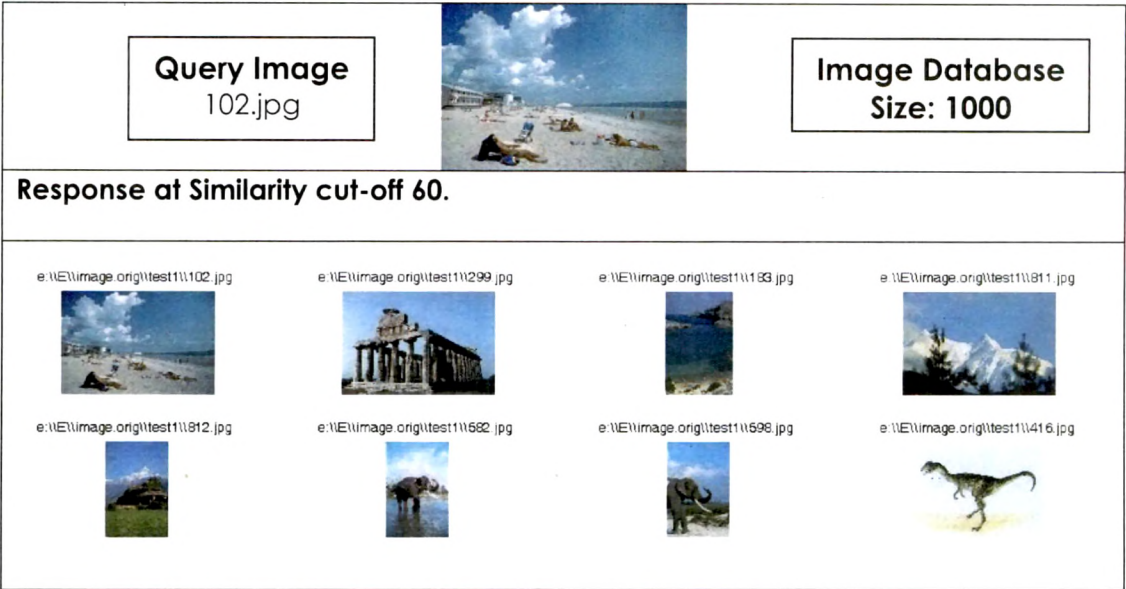 Query Image
102.jpg
Image Database
Size: 1000
Response at Similarity cut-off 60.
e:\\E\\image.orig\\test1\\102.jpg
e:\\E\\image.orig\\test1\\299.jpg
e:\\E\\image.orig\\test1\\183.jpg
e:\\E\\image.orig\\test1\\811.jpg
e:\\E\\image.orig\\test1\\812.jpg
e:\\E\\image.orig\\test1\\582.jpg
e:\\E\\image.orig\\test1\\598.jpg
e:\\E\\image.orig\\test1\\416.jpg